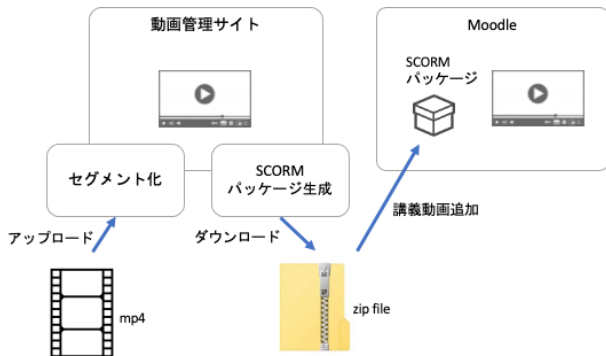 動画管理サイト
Moodle
SCORM
パッケージ
セグメント化
SCORM
パッケージ生成
アップロード
ダウンロード
講義動画追加
mp4
zip file